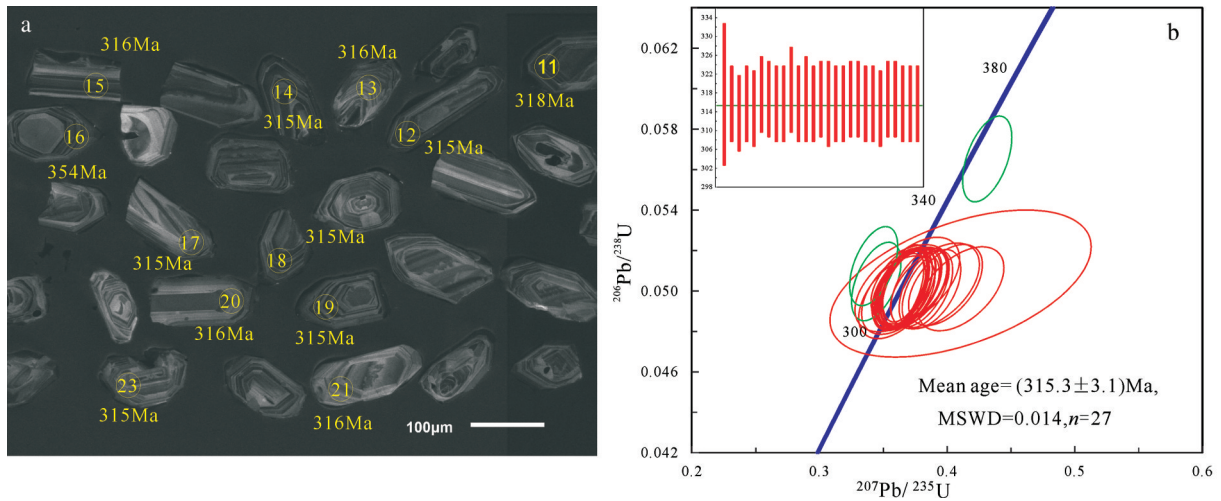 a
316Ma
15
14
315Ma
316Ma
13
11
318Ma
12
315Ma
16
354Ma
17
315Ma
18
315Ma
20
316Ma
19
315Ma
23
315Ma
21
316Ma
100μm
b
334
330
326
322
318
314
310
306
302
298
380
340
300
0.062
0.058
0.054
0.050
0.046
0.042
0.2
0.3
0.4
0.5
0.6
206Pb/238U
207Pb/ 235U
Mean age= (315.3±3.1)Ma,
MSWD=0.014,n=27